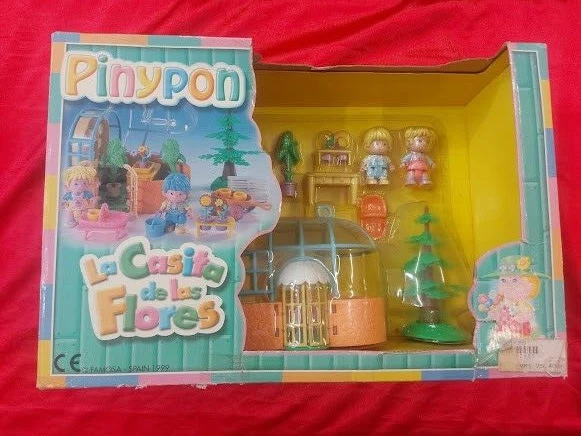 Pinypon
La Casita
de las
Flores
CE
FAMOSA - SPAIN 1999